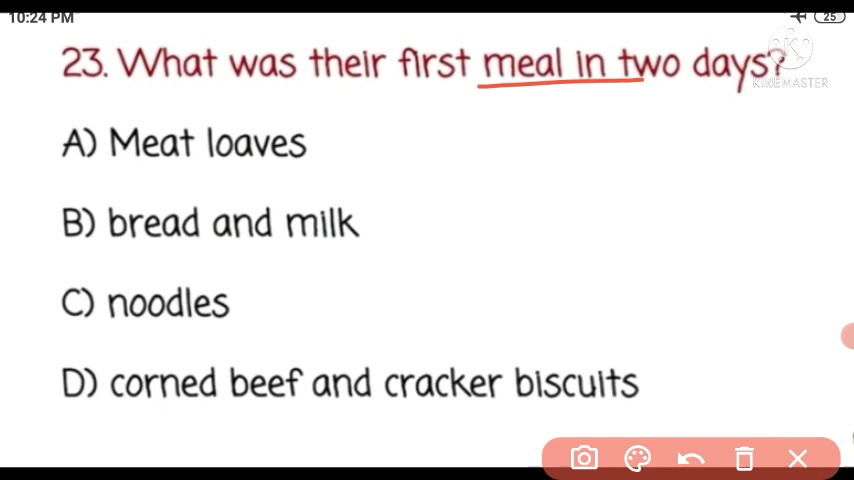 10:24 PM
25
23. What was their first meal in two days?
KINEMASTER
A) Meat loaves
B) bread and milk
C) noodles
D) corned beef and cracker biscuits